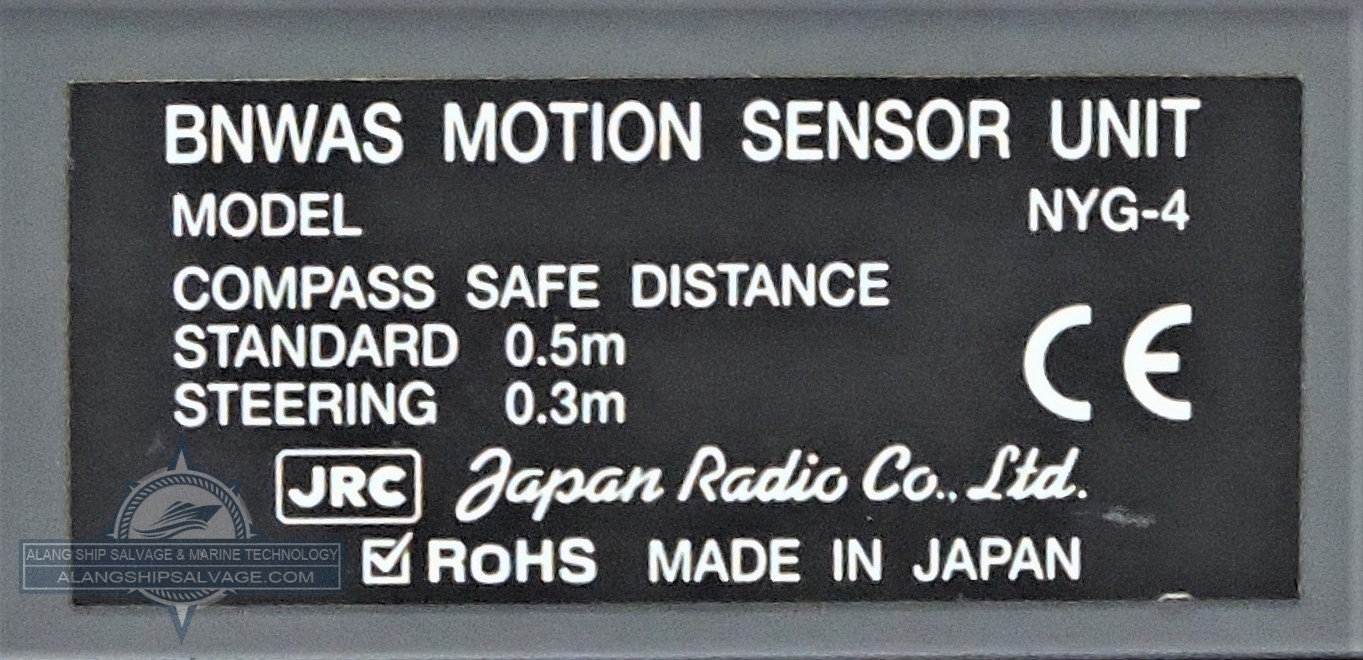 BNWAS MOTION SENSOR UNIT
MODEL NYG-4
COMPASS SAFE DISTANCE
STANDARD 0.5m
STEERING 0.3m
CE
JRC Japan Radio Co., Ltd.
RoHS MADE IN JAPAN
ALANG SHIP SALVAGE & MARINE TECHNOLOGY
ALANGSHIPSALVAGE.COM